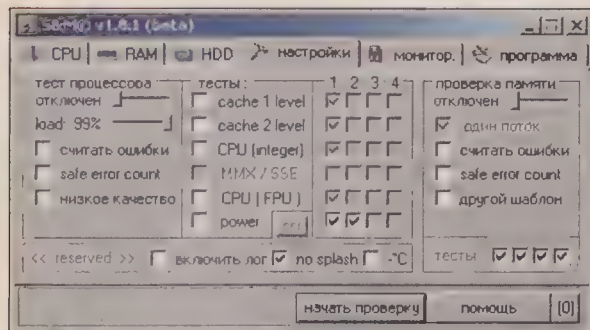 S&M v1.8.1 (beta)
CPU RAM HDD настройки монитор. программа
тест процессора
отключен
load: 99%
считать ошибки
safe error count
низкое качество
тесты : 1 2 3 4
cache 1 level
cache 2 level
CPU (integer)
MMX / SSE
CPU ( FPU )
power ...
проверка памяти
отключен
один поток
считать ошибки
safe error count
другой шаблон
<< reserved >> включить лог no splash -°C
тесты
начать проверку помощь [0]